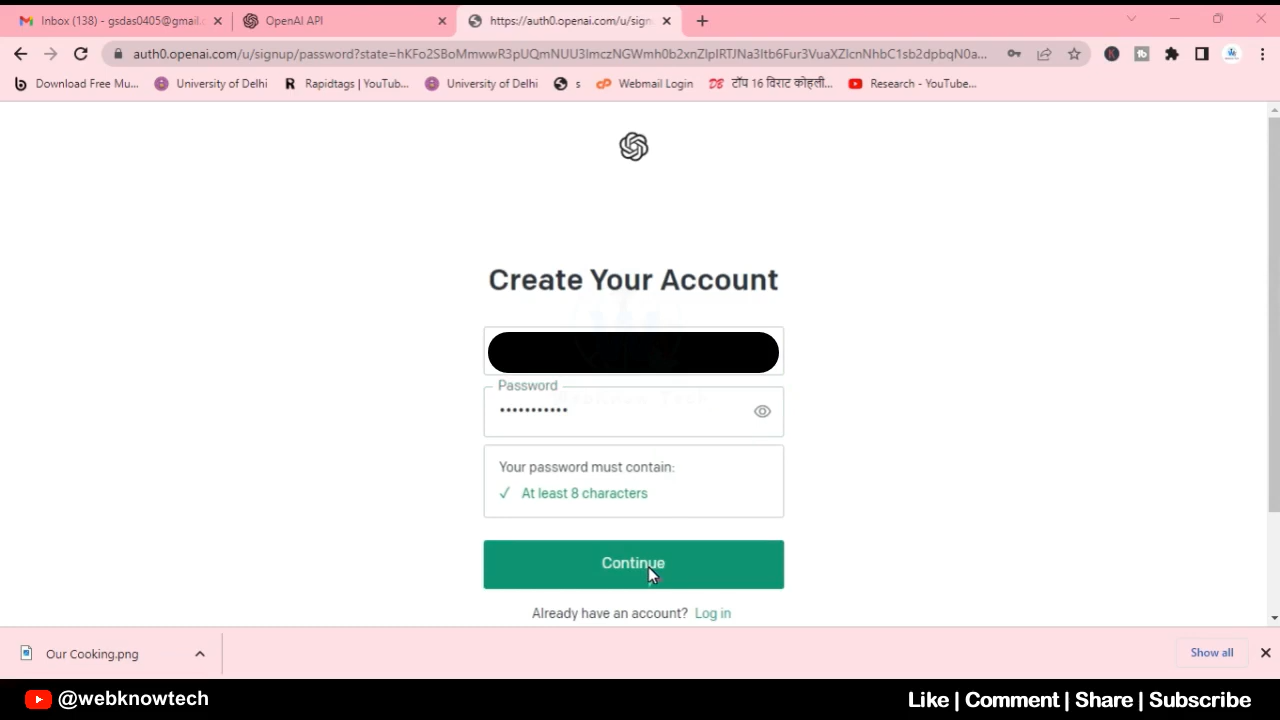 Inbox (138) - gsdas0405@gmail.
OpenAI API
https://auth0.openai.com/u/sign
auth0.openai.com/u/signup/password?state=
Download Free Mu...
University of Delhi
Rapidtags | YouTub...
University of Delhi
s
Webmail Login
टॉप 16 विराट कोहली...
Research - YouTube...
Create Your Account
Password
•••••••••••
Your password must contain:
✓ At least 8 characters
Continue
Already have an account? Log in
Our Cooking.png
Show all
@webknowtech
Like | Comment | Share | Subscribe